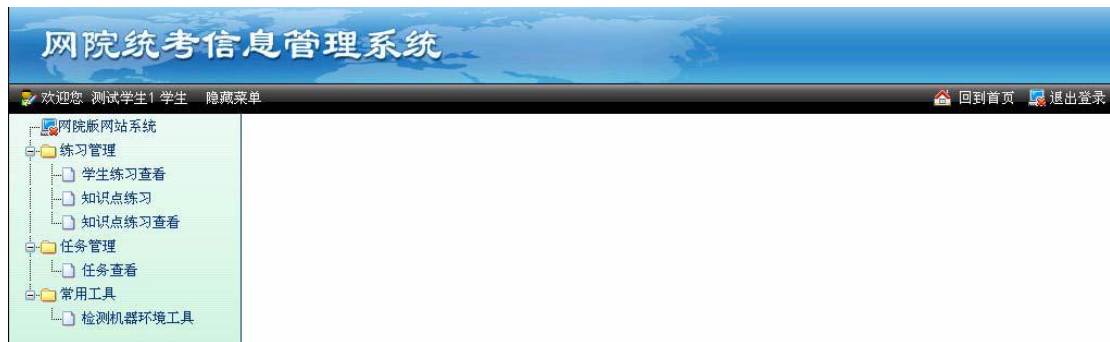 网院统考信息管理系统
欢迎您 测试学生1 学生 隐藏菜单 回到首页 退出登录
网院版网站系统
练习管理
学生练习查看
知识点练习
知识点练习查看
任务管理
任务查看
常用工具
检测机器环境工具